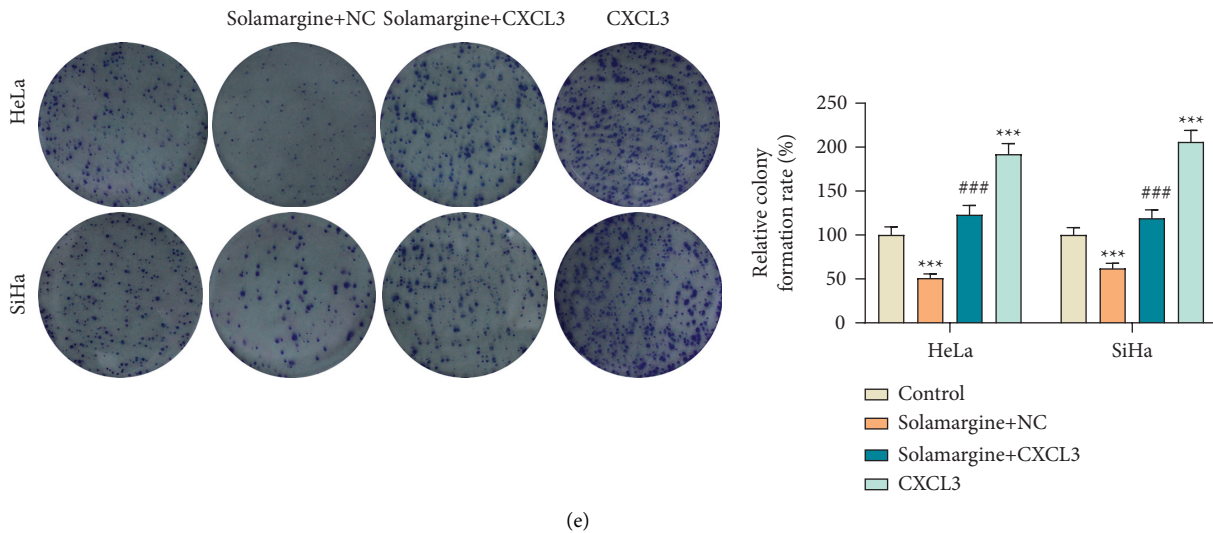 Solamargine+NC Solamargine+CXCL3 CXCL3
HeLa
SiHa
Relative colony
formation rate (%)
250
200
150
100
50
0
***
###
***
***
###
***
HeLa SiHa
Control
Solamargine+NC
Solamargine+CXCL3
CXCL3
(e)